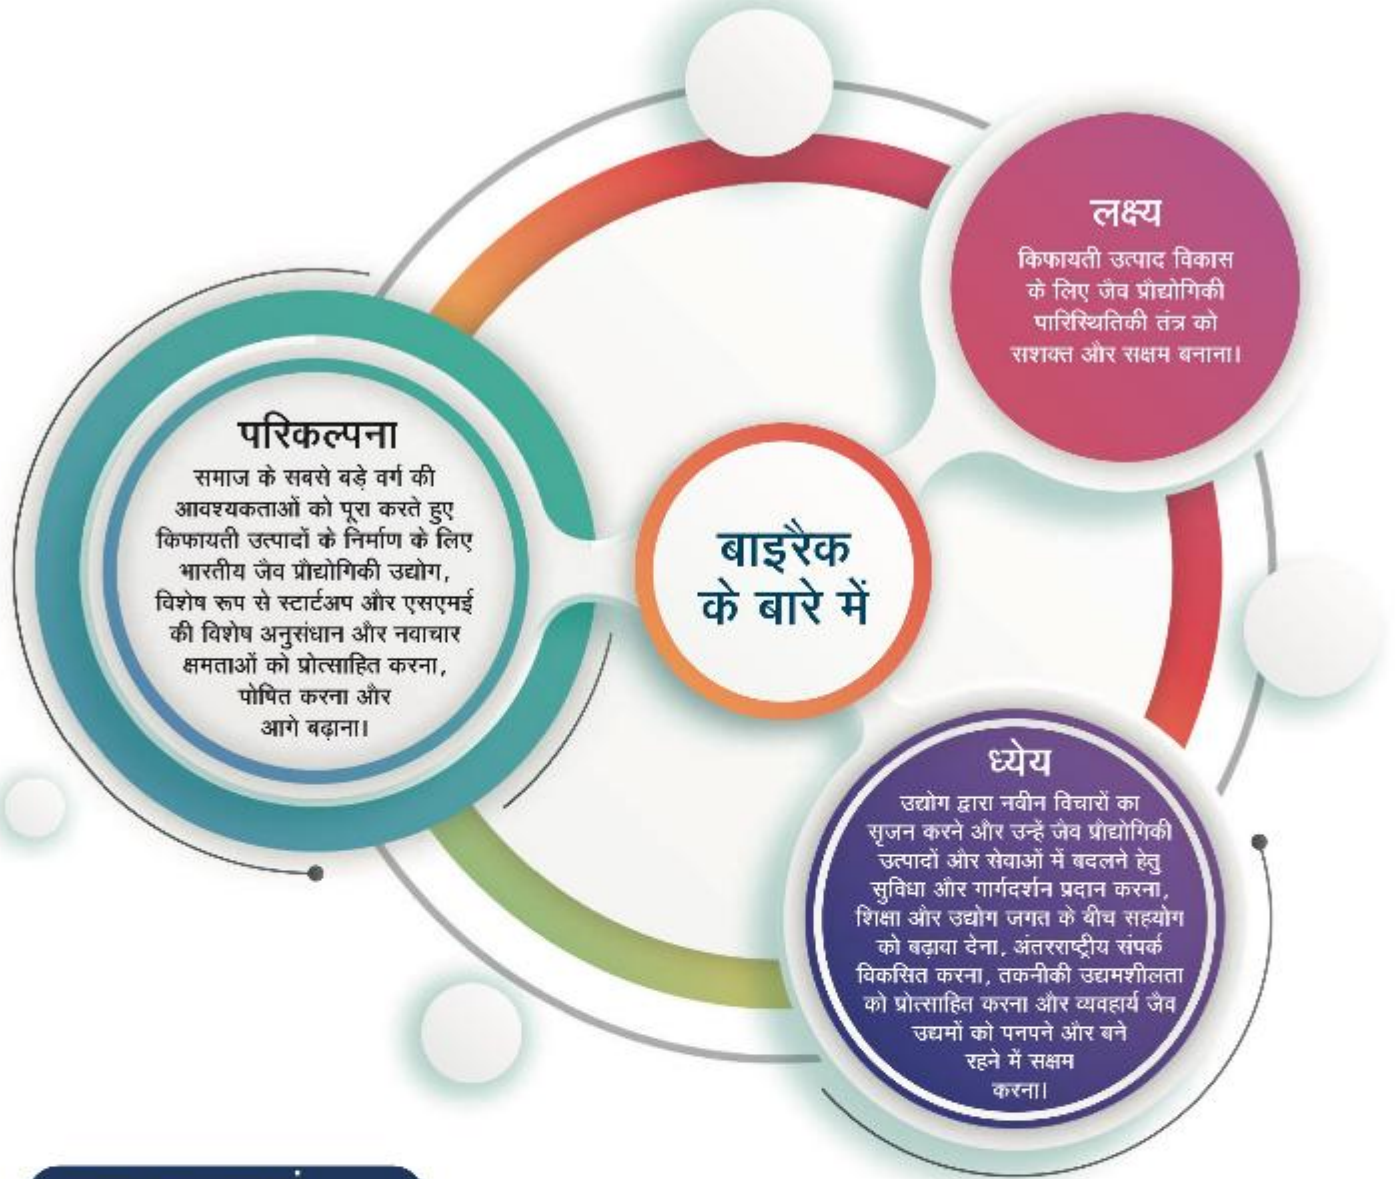 लक्ष्य
किफायती उत्पाद विकास
के लिए जैव प्रौद्योगिकी
पारिस्थितिकी तंत्र को
सशक्त और सक्षम बनाना।
परिकल्पना
समाज के सबसे बड़े वर्ग की
आवश्यकताओं को पूरा करते हुए
किफायती उत्पादों के निर्माण के लिए
भारतीय जैव प्रौद्योगिकी उद्योग,
विशेष रूप से स्टार्टअप और एसएमई
की विशेष अनुसंधान और नवाचार
क्षमताओं को प्रोत्साहित करना,
पोषित करना और
आगे बढ़ाना।
बाइरैक
के बारे में
ध्येय
उद्योग द्वारा नवीन विचारों का
सृजन करने और उन्हें जैव प्रौद्योगिकी
उत्पादों और सेवाओं में बदलने हेतु
सुविधा और गार्गदर्शन प्रदान करना,
शिक्षा और उद्योग जगत के बीच सहयोग
को बढ़ावा देना, अंतरराष्ट्रीय संपर्क
विकसित करना, तकनीकी उद्यमशीलता
को प्रोत्साहित करना और व्यवहार्य जैव
उद्यमों को पनपने और बने
रहने में सक्षम
करना।